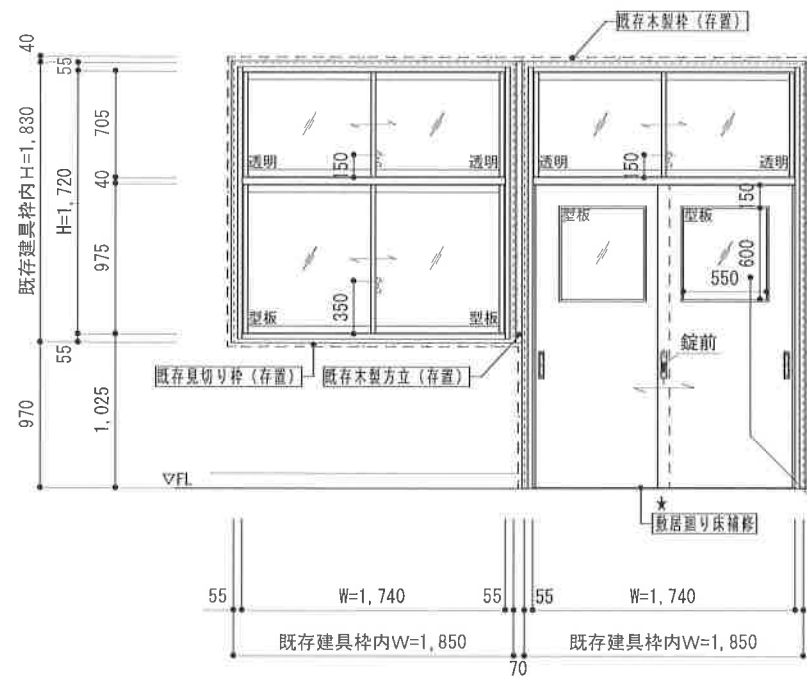 既存木製枠（存置）
40
55
既存建具枠内H=1,830
H=1,720
705
40
975
55
970
1,025
透明
150
透明
透明
150
透明
型板
350
型板
型板
型板
150
600
550
錠前
既存見切り枠（存置）
既存木製方立（存置）
▽FL
★
敷居廻り床補修
55
W=1,740
55
55
W=1,740
既存建具枠内W=1,850
70
既存建具枠内W=1,850